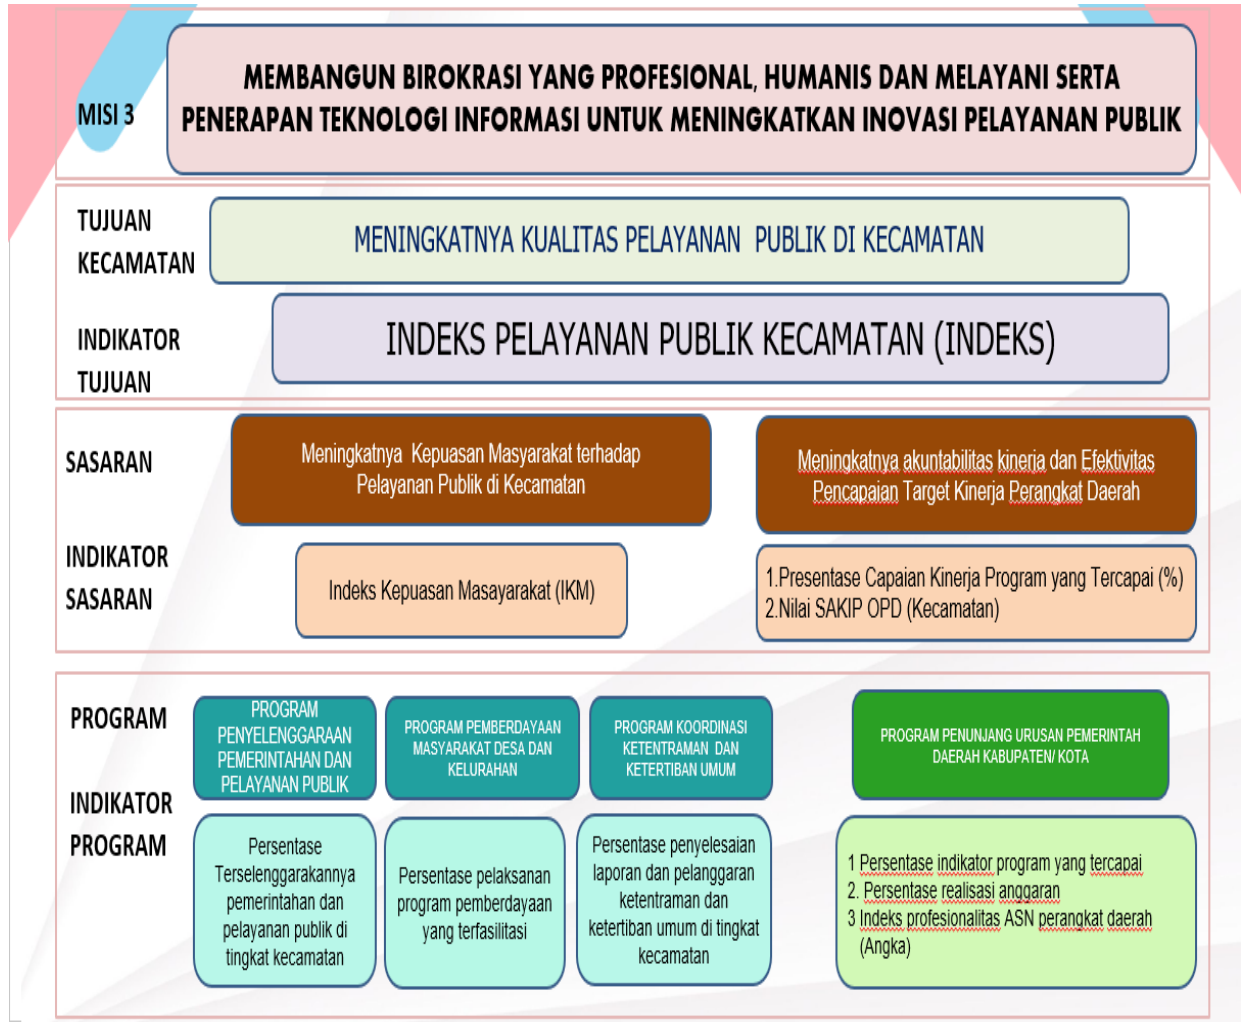 MISI 3
MEMBANGUN BIROKRASI YANG PROFESIONAL, HUMANIS DAN MELAYANI SERTA
PENERAPAN TEKNOLOGI INFORMASI UNTUK MENINGKATKAN INOVASI PELAYANAN PUBLIK
TUJUAN
KECAMATAN
MENINGKATNYA KUALITAS PELAYANAN PUBLIK DI KECAMATAN
INDIKATOR
TUJUAN
INDEKS PELAYANAN PUBLIK KECAMATAN (INDEKS)
SASARAN
Meningkatnya Kepuasan Masyarakat terhadap
Pelayanan Publik di Kecamatan
Meningkatnya akuntabilitas kinerja dan Efektivitas
Pencapaian Target Kinerja Perangkat Daerah
INDIKATOR
SASARAN
Indeks Kepuasan Masayarakat (IKM)
1.Presentase Capaian Kinerja Program yang Tercapai (%)
2.Nilai SAKIP OPD (Kecamatan)
PROGRAM
PROGRAM
PENYELENGGARAAN
PEMERINTAHAN DAN
PELAYANAN PUBLIK
PROGRAM PEMBERDAYAAN
MASYARAKAT DESA DAN
KELURAHAN
PROGRAM KOORDINASI
KETENTRAMAN DAN
KETERTIBAN UMUM
PROGRAM PENUNJANG URUSAN PEMERINTAH
DAERAH KABUPATEN/ KOTA
INDIKATOR
PROGRAM
Persentase
Terselenggarakannya
pemerintahan dan
pelayanan publik di
tingkat kecamatan
Persentase pelaksanan
program pemberdayaan
yang terfasilitasi
Persentase penyelesaian
laporan dan pelanggaran
ketentraman dan
ketertiban umum di tingkat
kecamatan
1 Persentase indikator program yang tercapai
2. Persentase realisasi anggaran
3 Indeks profesionalitas ASN perangkat daerah
(Angka)